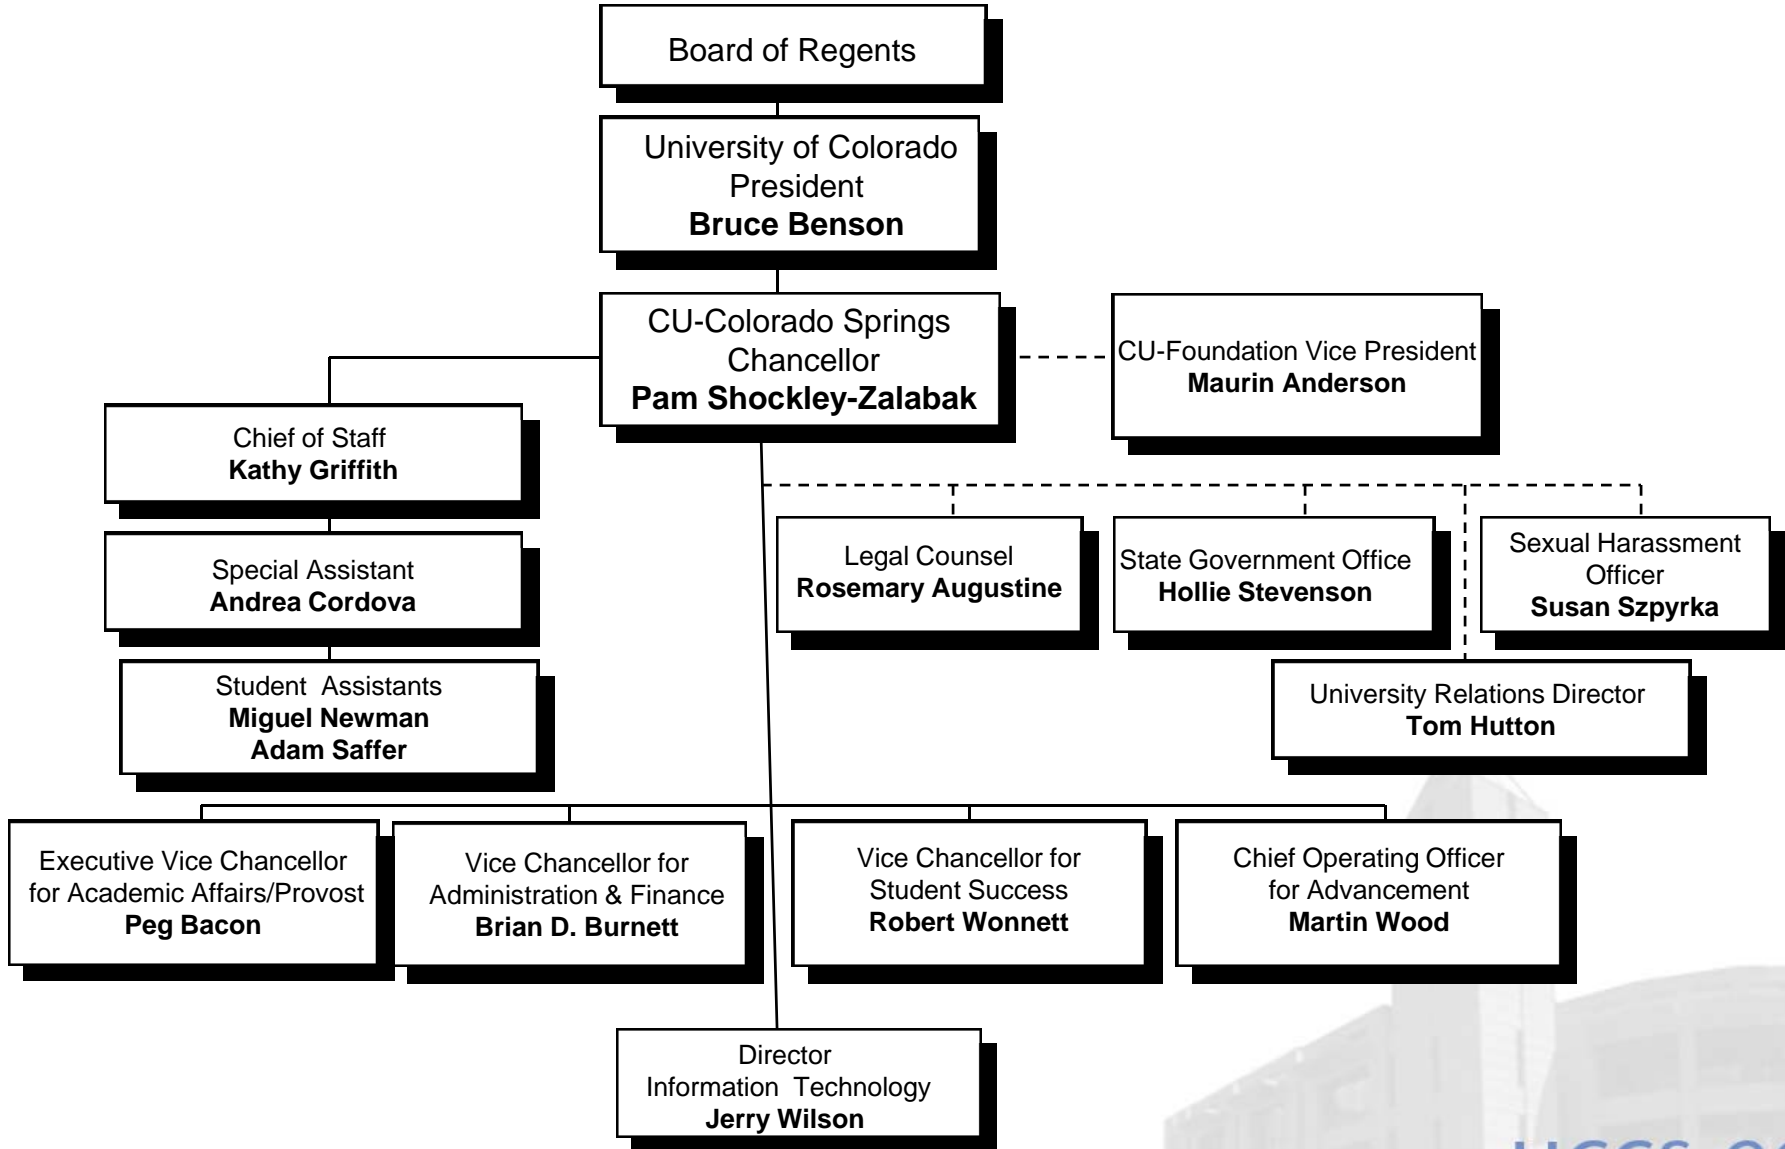 Board of Regents
University of Colorado
President
Bruce Benson
CU-Colorado Springs
Chancellor
Pam Shockley-Zalabak
CU-Foundation Vice President
Maurin Anderson
Chief of Staff
Kathy Griffith
Special Assistant
Andrea Cordova
Student Assistants
Miguel Newman
Adam Saffer
Legal Counsel
Rosemary Augustine
State Government Office
Hollie Stevenson
Sexual Harassment
Officer
Susan Szpyrka
University Relations Director
Tom Hutton
Executive Vice Chancellor
for Academic Affairs/Provost
Peg Bacon
Vice Chancellor for
Administration & Finance
Brian D. Burnett
Vice Chancellor for
Student Success
Robert Wonnett
Chief Operating Officer
for Advancement
Martin Wood
Director
Information Technology
Jerry Wilson